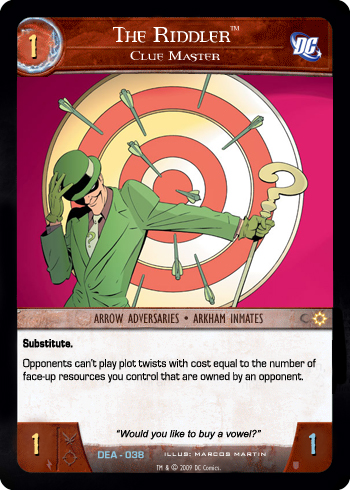 1
THE RIDDLER™
CLUE MASTER
DC
?
ARROW ADVERSARIES • ARKHAM INMATES
Substitute.
Opponents can't play plot twists with cost equal to the number of
face-up resources you control that are owned by an opponent.
"Would you like to buy a vowel?"
1
DEA - 038
ILLUS: MARCOS MARTIN
1
TM & © 2009 DC Comics.